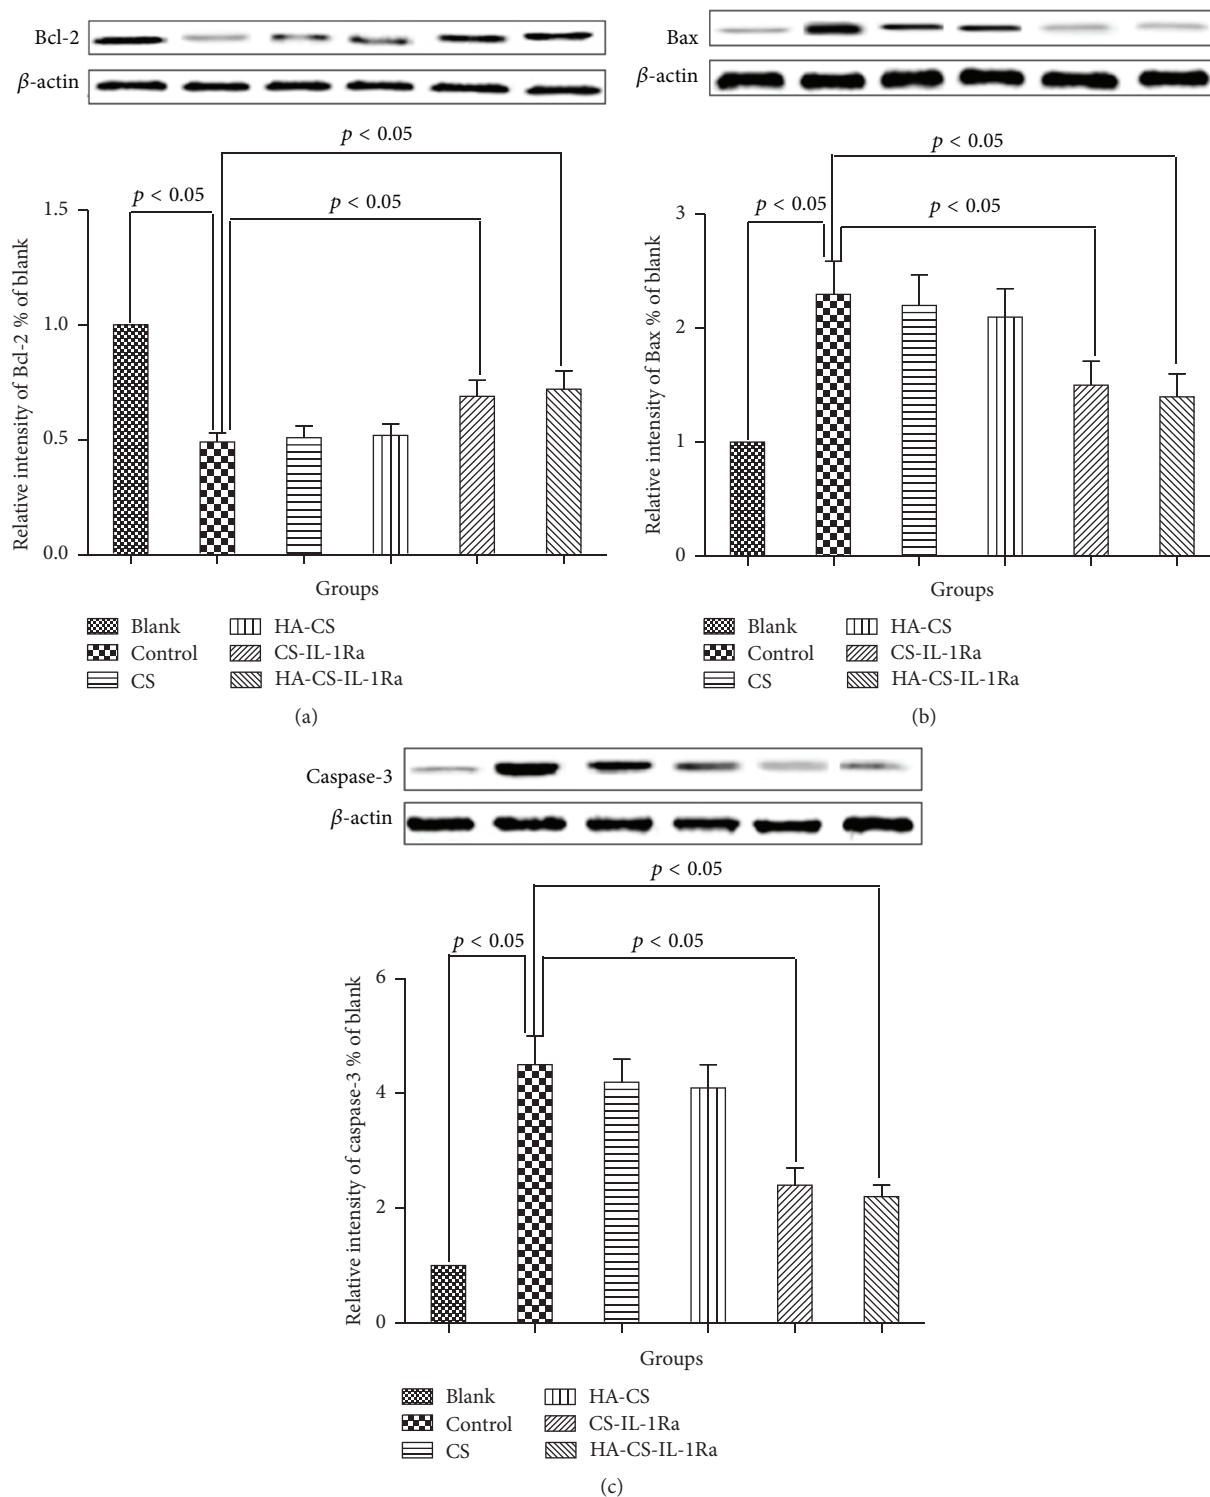 Bcl-2
β-actin
p < 0.05
p < 0.05
p < 0.05
1.5
1.0
0.5
0.0
Relative intensity of Bcl-2 % of blank
Groups
Blank
HA-CS
Control
CS-IL-1Ra
CS
HA-CS-IL-1Ra
(a)
Bax
β-actin
p < 0.05
p < 0.05
p < 0.05
3
2
1
0
Relative intensity of Bax % of blank
Groups
Blank
HA-CS
Control
CS-IL-1Ra
CS
HA-CS-IL-1Ra
(b)
Caspase-3
β-actin
p < 0.05
p < 0.05
p < 0.05
6
4
2
0
Relative intensity of caspase-3 % of blank
Groups
Blank
HA-CS
Control
CS-IL-1Ra
CS
HA-CS-IL-1Ra
(c)